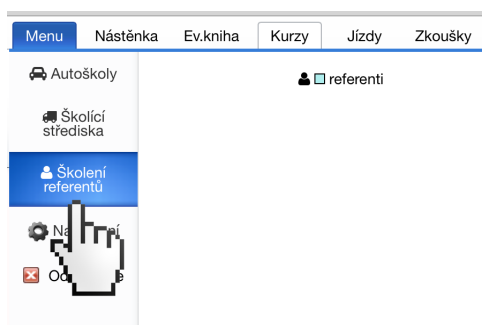 Menu Nástěnka Ev.kniha Kurzy Jízdy Zkoušky
Autoškoly
referenti
Školící
střediska
Školení
referentů